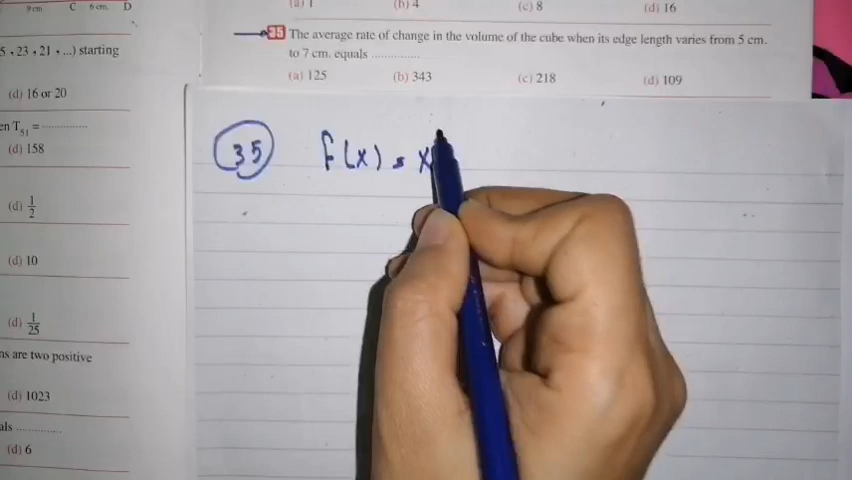 9 cm. C 6 cm. D
5 , 23 , 21 , ...) starting
(d) 16 or 20
en T51 = ..............
(d) 158
(d) 1/2
(d) 10
(d) 1/25
ns are two positive
(d) 1023
als ..............
(d) 6
(a) 1 (b) 4 (c) 8 (d) 16
35 The average rate of change in the volume of the cube when its edge length varies from 5 cm.
to 7 cm. equals ..............
(a) 125 (b) 343 (c) 218 (d) 109
35 F(x) = x